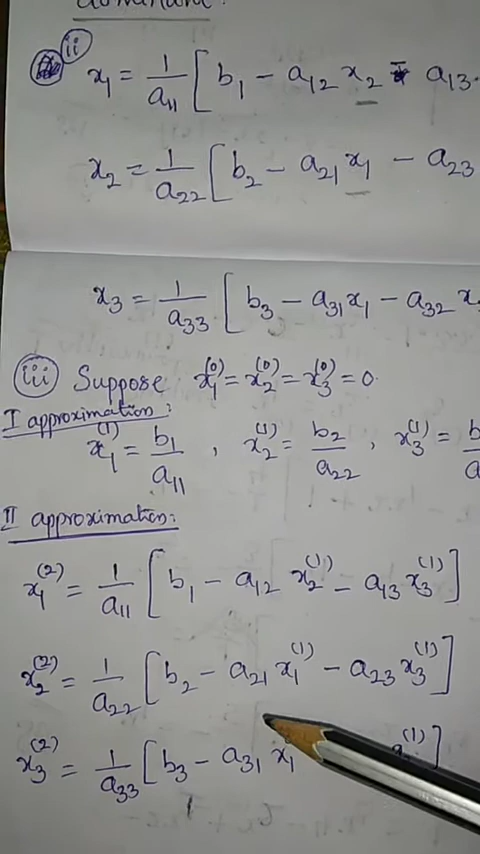 ii x₁ = 1/a₁₁ [ b₁ − a₁₂ x₂ − a₁₃
x₂ = 1/a₂₂ [ b₂ − a₂₁ x₁ − a₂₃
x₃ = 1/a₃₃ [ b₃ − a₃₁ x₁ − a₃₂ x
iii Suppose x₁⁽⁰⁾ = x₂⁽⁰⁾ = x₃⁽⁰⁾ = 0.
I approximation:
x₁⁽¹⁾ = b₁/a₁₁ , x₂⁽¹⁾ = b₂/a₂₂ , x₃⁽¹⁾ = b/a
II approximation:
x₁⁽²⁾ = 1/a₁₁ [ b₁ − a₁₂ x₂⁽¹⁾ − a₁₃ x₃⁽¹⁾ ]
x₂⁽²⁾ = 1/a₂₂ [ b₂ − a₂₁ x₁⁽¹⁾ − a₂₃ x₃⁽¹⁾ ]
x₃⁽²⁾ = 1/a₃₃ [ b₃ − a₃₁ x₁ ⁽¹⁾ ]